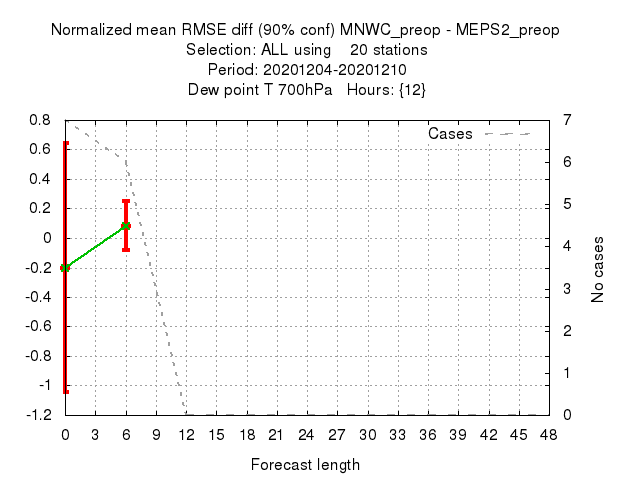 Normalized mean RMSE diff (90% conf) MNWC_preop - MEPS2_preop
Selection: ALL using 20 stations
Period: 20201204-20201210
Dew point T 700hPa Hours: {12}
Cases
0.8
0.6
0.4
0.2
0
-0.2
-0.4
-0.6
-0.8
-1
-1.2
7
6
5
4
3
2
1
0
No cases
0 3 6 9 12 15 18 21 24 27 30 33 36 39 42 45 48
Forecast length